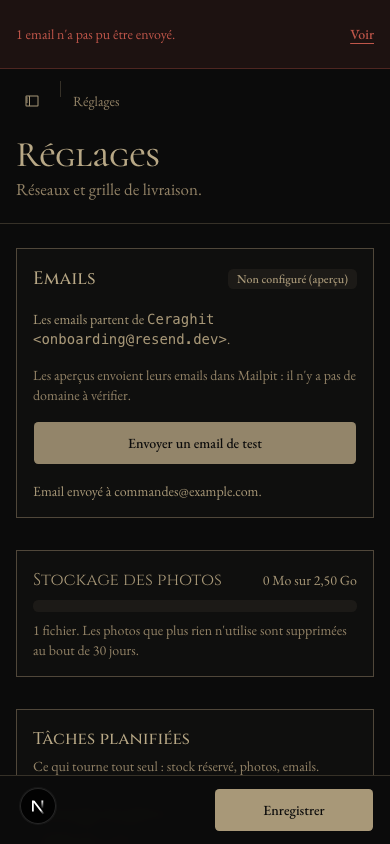 1 email n'a pas pu être envoyé.
Voir
Réglages
Réglages
Réseaux et grille de livraison.
Emails
Non configuré (aperçu)
Les emails partent de Ceraghit
<onboarding@resend.dev>.
Les aperçus envoient leurs emails dans Mailpit : il n'y a pas de
domaine à vérifier.
Envoyer un email de test
Email envoyé à commandes@example.com.
Stockage des photos
0 Mo sur 2,50 Go
1 fichier. Les photos que plus rien n'utilise sont supprimées
au bout de 30 jours.
Tâches planifiées
Ce qui tourne tout seul : stock réservé, photos, emails.
N
Enregistrer